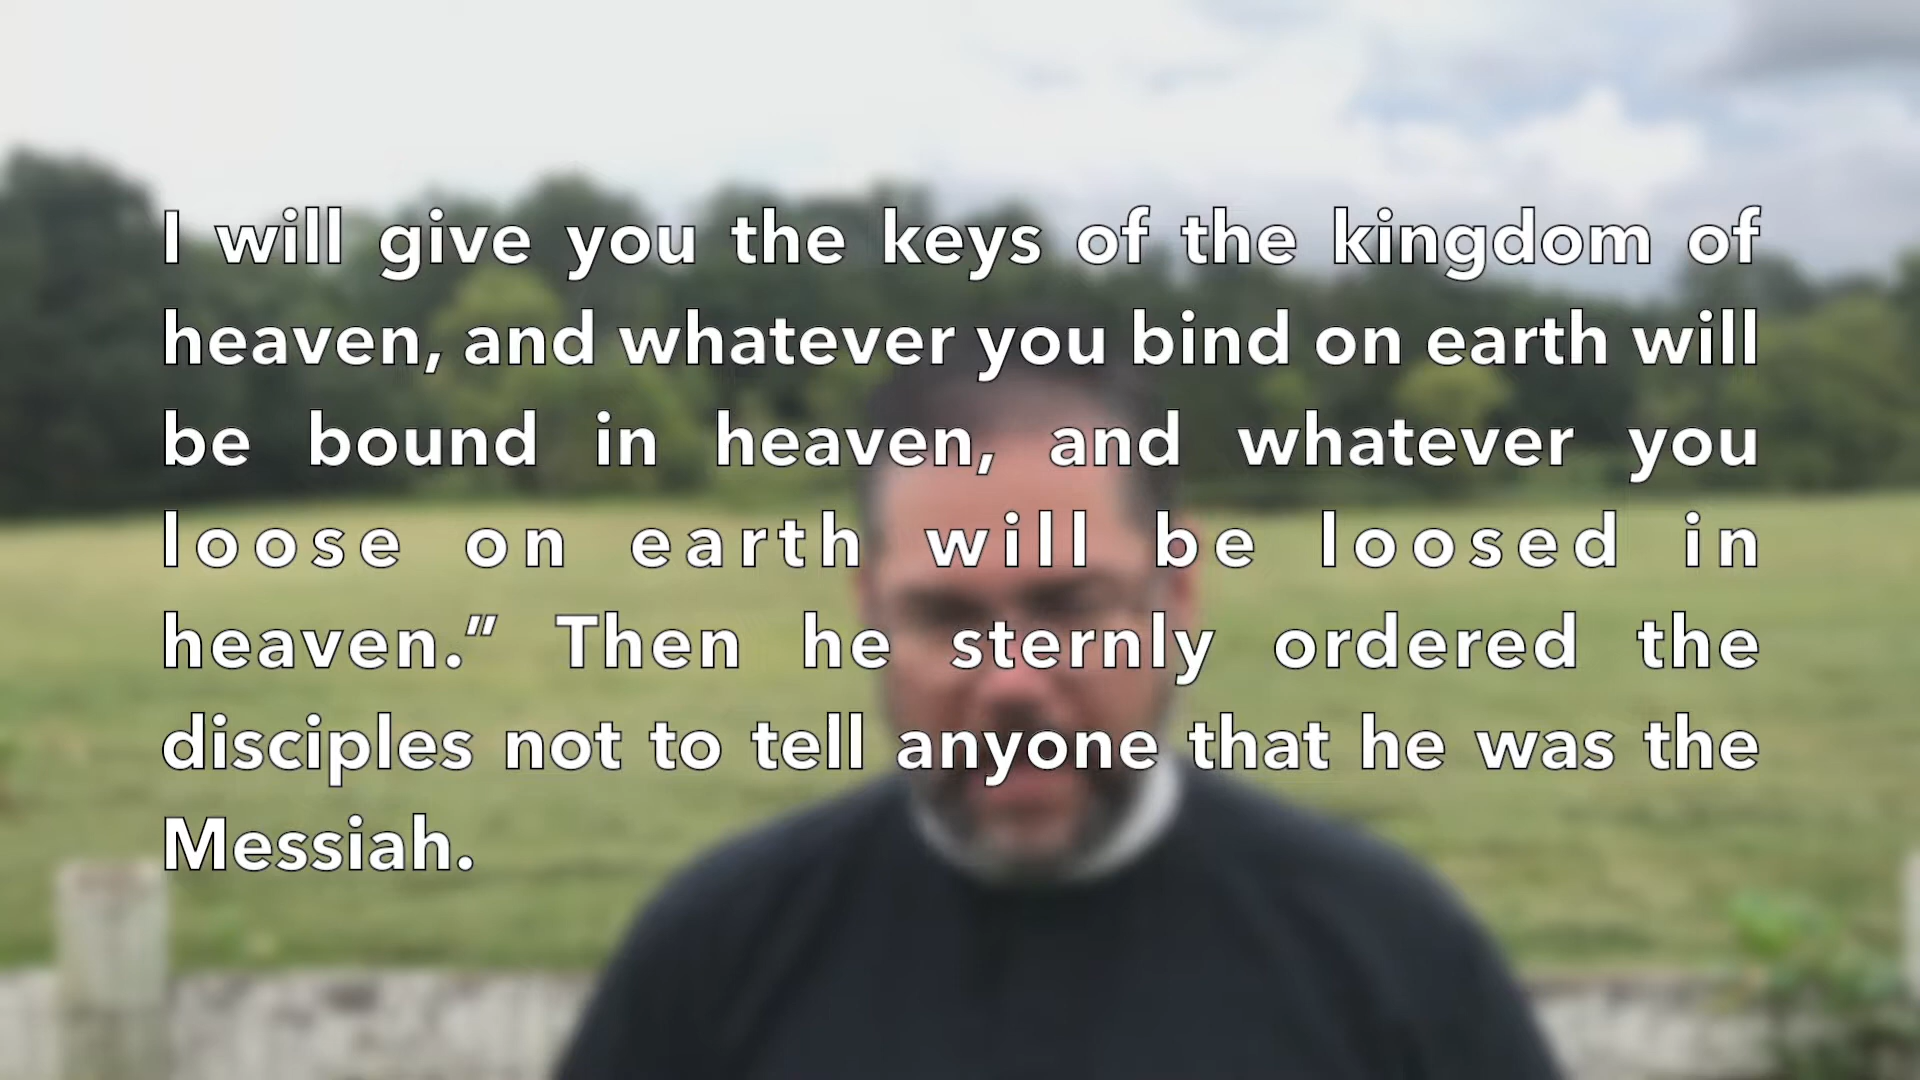 I will give you the keys of the kingdom of
heaven, and whatever you bind on earth will
be bound in heaven, and whatever you
loose on earth will be loosed in
heaven.” Then he sternly ordered the
disciples not to tell anyone that he was the
Messiah.